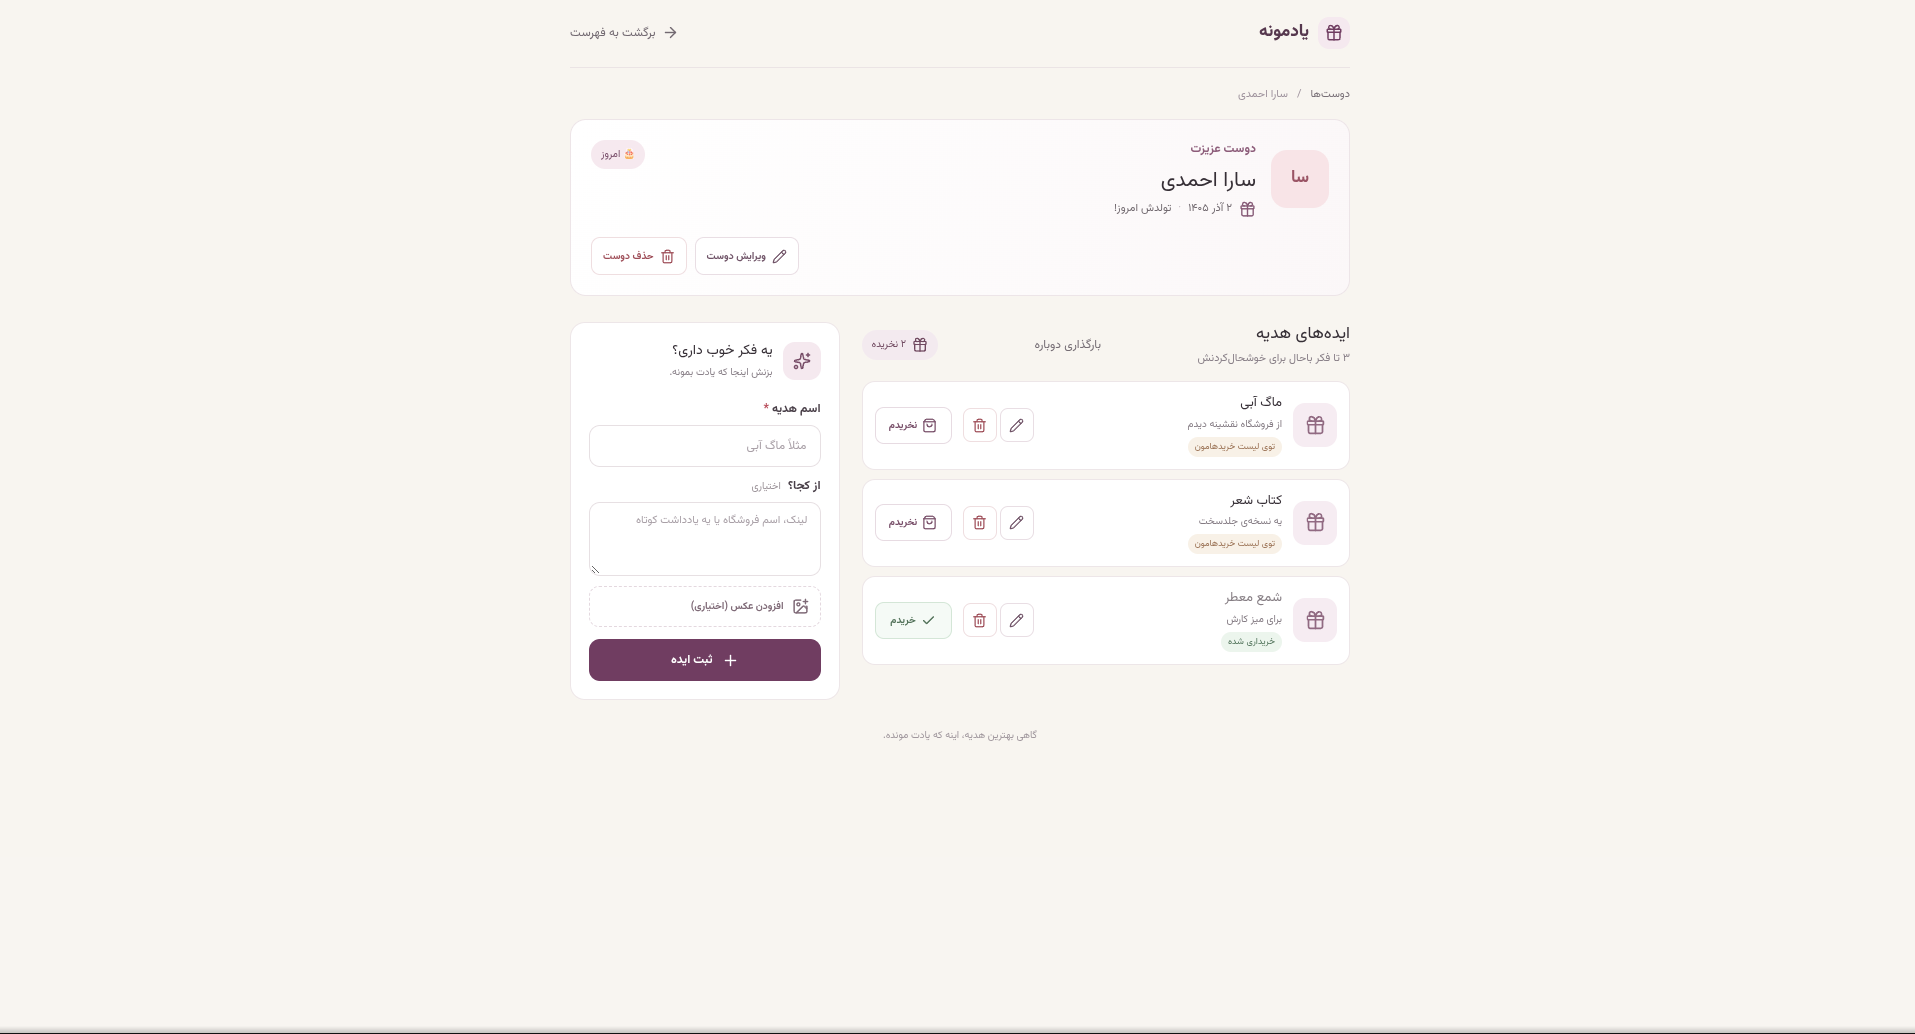 یادمونه
برگشت به فهرست
دوست‌ها / سارا احمدی
سا
دوست عزیزت
سارا احمدی
۲ آذر ۱۴۰۵ · تولدش امروز!
🎂 امروز
ویرایش دوست
حذف دوست
ایده‌های هدیه
۳ تا فکر باحال برای خوشحال‌کردنش
بارگذاری دوباره
۲ نخریده
ماگ آبی
از فروشگاه نقشینه دیدم
توی لیست خریدهامون
نخریدم
کتاب شعر
یه نسخه‌ی جلدسخت
توی لیست خریدهامون
نخریدم
شمع معطر
برای میز کارش
خریداری شده
خریدم
یه فکر خوب داری؟
بزنش اینجا که یادت بمونه.
اسم هدیه *
مثلاً ماگ آبی
از کجا؟ اختیاری
لینک، اسم فروشگاه یا یه یادداشت کوتاه
افزودن عکس (اختیاری)
ثبت ایده
گاهی بهترین هدیه، اینه که یادت مونده.